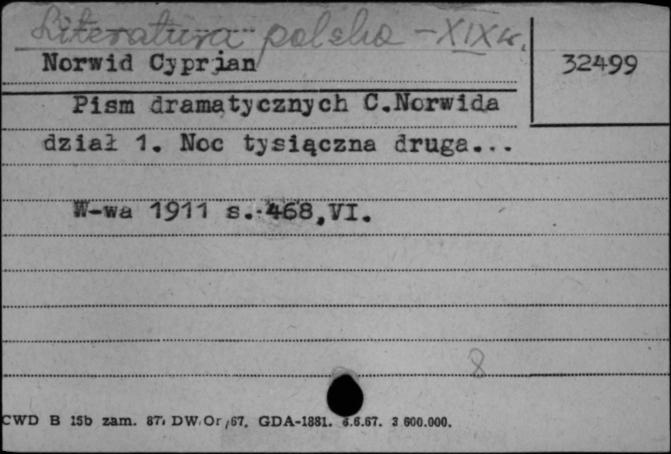 Literatura polska - XIX w.
Norwid Cyprian
32499
Pism dramatycznych C.Norwida
dział 1. Noc tysiączna druga...
W-wa 1911 s. 468, VI.
8
CWD B 15b zam. 87, DW.Or,67. GDA-1881. 6.6.67. 3 600.000.